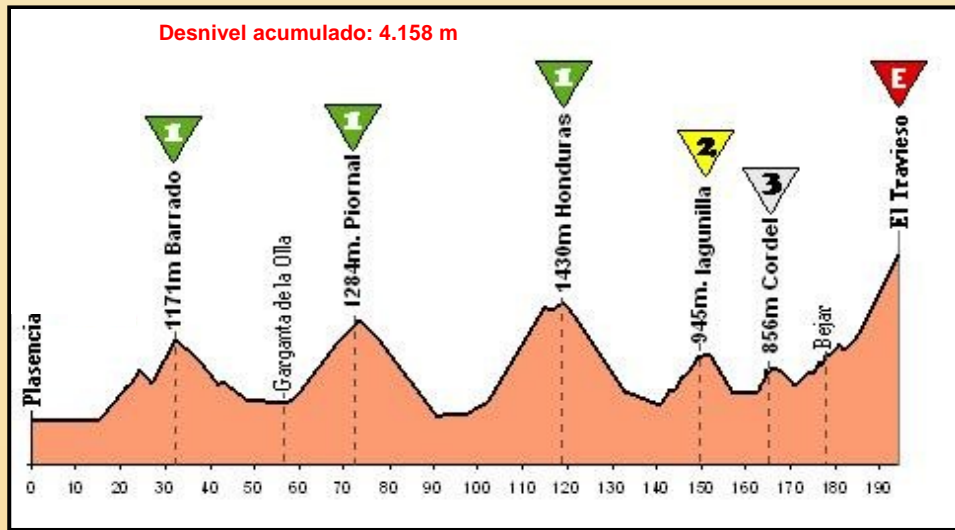 Desnivel acumulado: 4.158 m
1
1
1
2
3
E
Plasencia
1171m Barrado
Garganta de la Olla
1284m. Piornal
1430m Honduras
945m. lagunilla
856m Cordel
Bejar
El Travieso
0 10 20 30 40 50 60 70 80 90 100 110 120 130 140 150 160 170 180 190